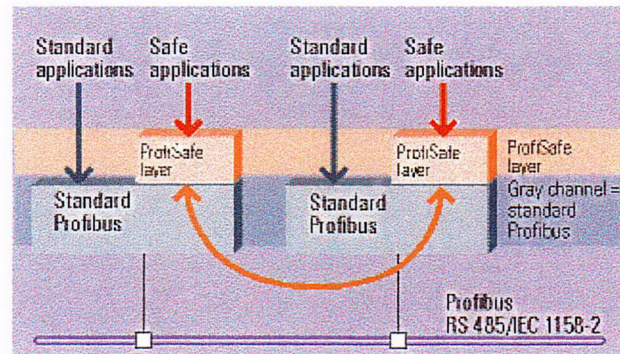 Standard
applications
Safe
applications
Standard
applications
Safe
applications
ProfiSafe
layer
ProfiSafe
layer
ProfiSafe
layer
Standard
Profibus
Standard
Profibus
Gray channel =
standard
Profibus
Profibus
RS 485/IEC 1158-2